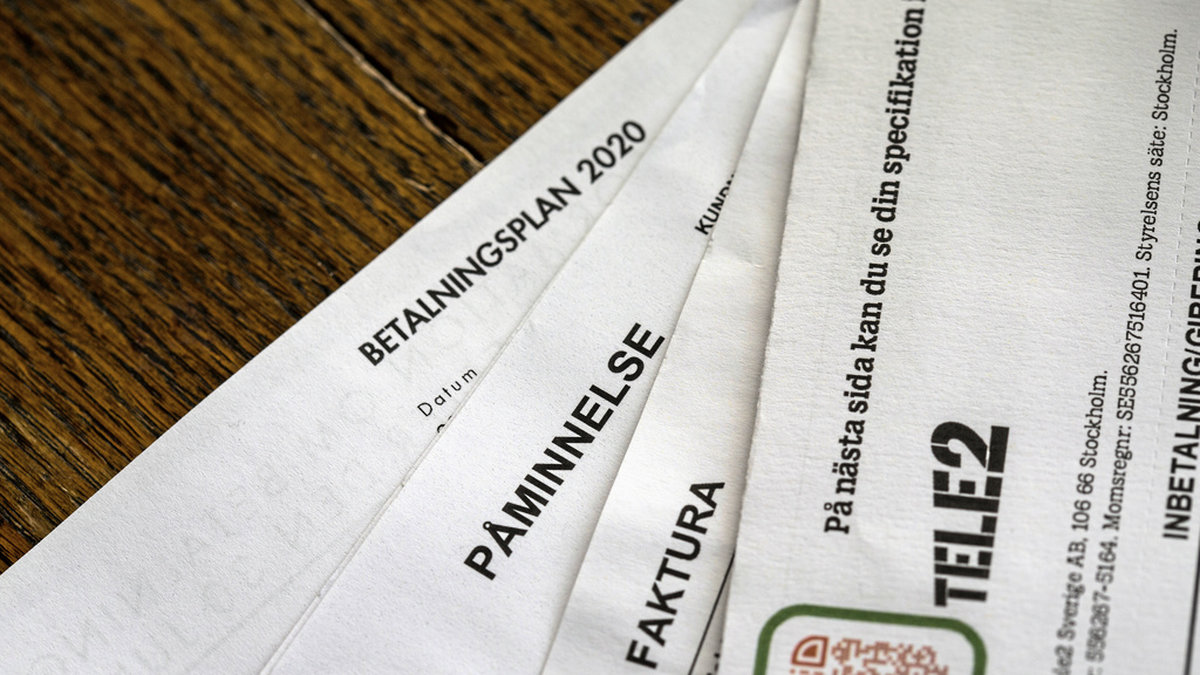 BETALNINGSPLAN 2020
Datum
PÅMINNELSE
FAKTURA
På nästa sida kan du se din specifikation
TELE2
Sverige AB, 106 66 Stockholm.
556267-5164. Momsregnr: SE556267516401. Styrelsens säte: Stockholm.
INBETALNING/GIRERING